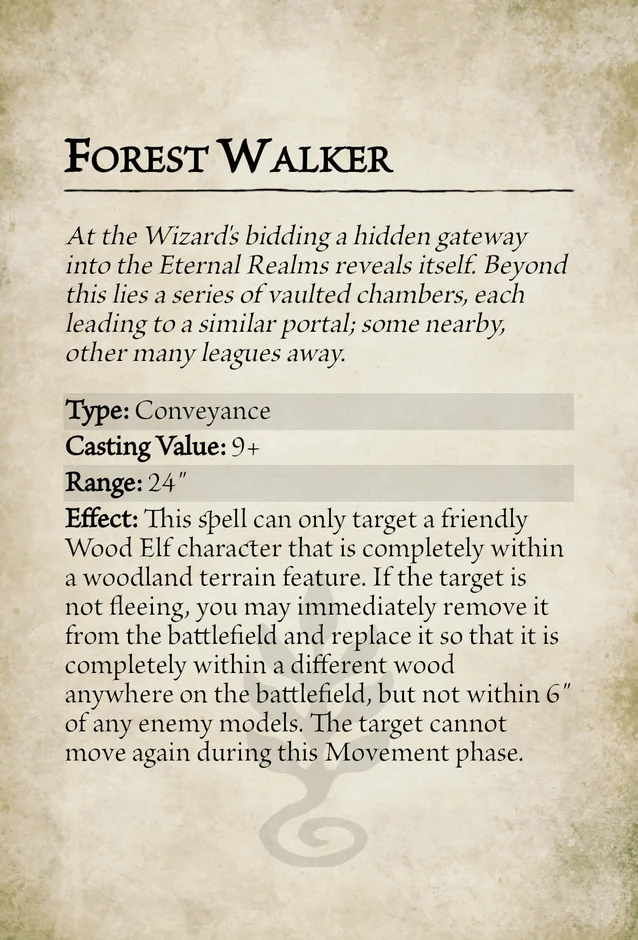 Forest Walker
At the Wizard's bidding a hidden gateway
into the Eternal Realms reveals itself. Beyond
this lies a series of vaulted chambers, each
leading to a similar portal; some nearby,
other many leagues away.
Type: Conveyance
Casting Value: 9+
Range: 24"
Effect: This spell can only target a friendly
Wood Elf character that is completely within
a woodland terrain feature. If the target is
not fleeing, you may immediately remove it
from the battlefield and replace it so that it is
completely within a different wood
anywhere on the battlefield, but not within 6"
of any enemy models. The target cannot
move again during this Movement phase.